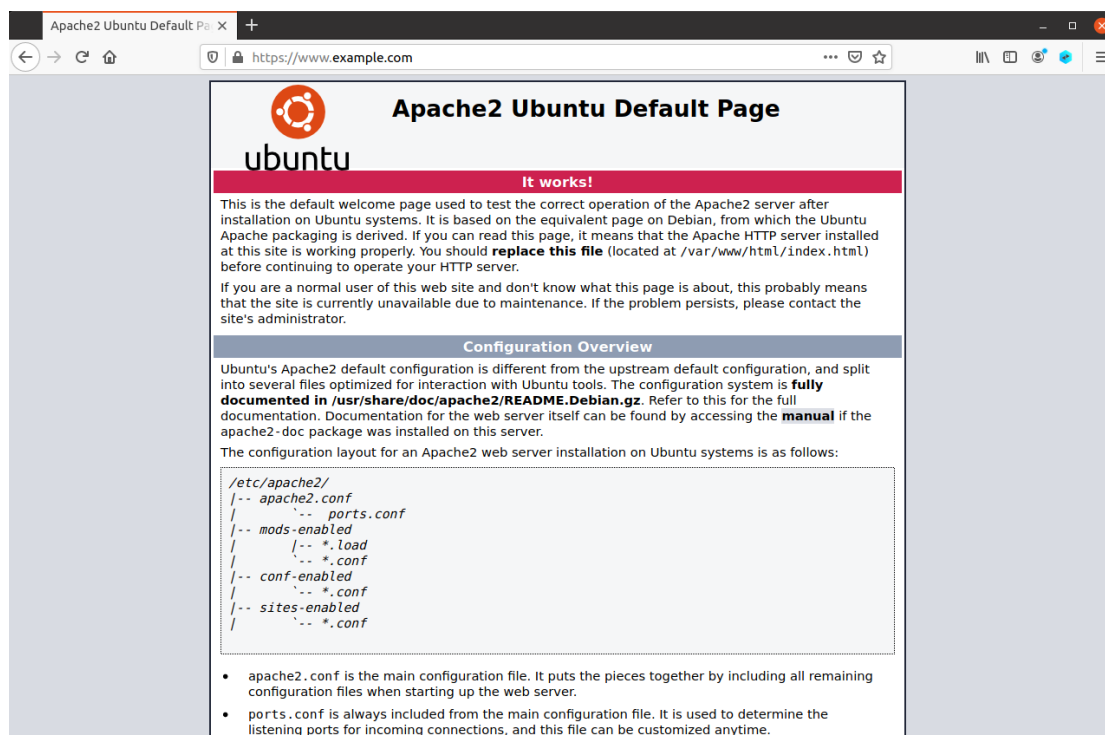 Apache2 Ubuntu Default Pa
https://www.example.com
ubuntu
Apache2 Ubuntu Default Page
It works!
This is the default welcome page used to test the correct operation of the Apache2 server after
installation on Ubuntu systems. It is based on the equivalent page on Debian, from which the Ubuntu
Apache packaging is derived. If you can read this page, it means that the Apache HTTP server installed
at this site is working properly. You should replace this file (located at /var/www/html/index.html)
before continuing to operate your HTTP server.
If you are a normal user of this web site and don't know what this page is about, this probably means
that the site is currently unavailable due to maintenance. If the problem persists, please contact the
site's administrator.
Configuration Overview
Ubuntu's Apache2 default configuration is different from the upstream default configuration, and split
into several files optimized for interaction with Ubuntu tools. The configuration system is fully
documented in /usr/share/doc/apache2/README.Debian.gz. Refer to this for the full
documentation. Documentation for the web server itself can be found by accessing the manual if the
apache2-doc package was installed on this server.
The configuration layout for an Apache2 web server installation on Ubuntu systems is as follows:
/etc/apache2/
|-- apache2.conf
|       `--  ports.conf
|-- mods-enabled
|       |-- *.load
|       `-- *.conf
|-- conf-enabled
|       `-- *.conf
|-- sites-enabled
|       `-- *.conf
• apache2.conf is the main configuration file. It puts the pieces together by including all remaining
configuration files when starting up the web server.
• ports.conf is always included from the main configuration file. It is used to determine the
listening ports for incoming connections, and this file can be customized anytime.